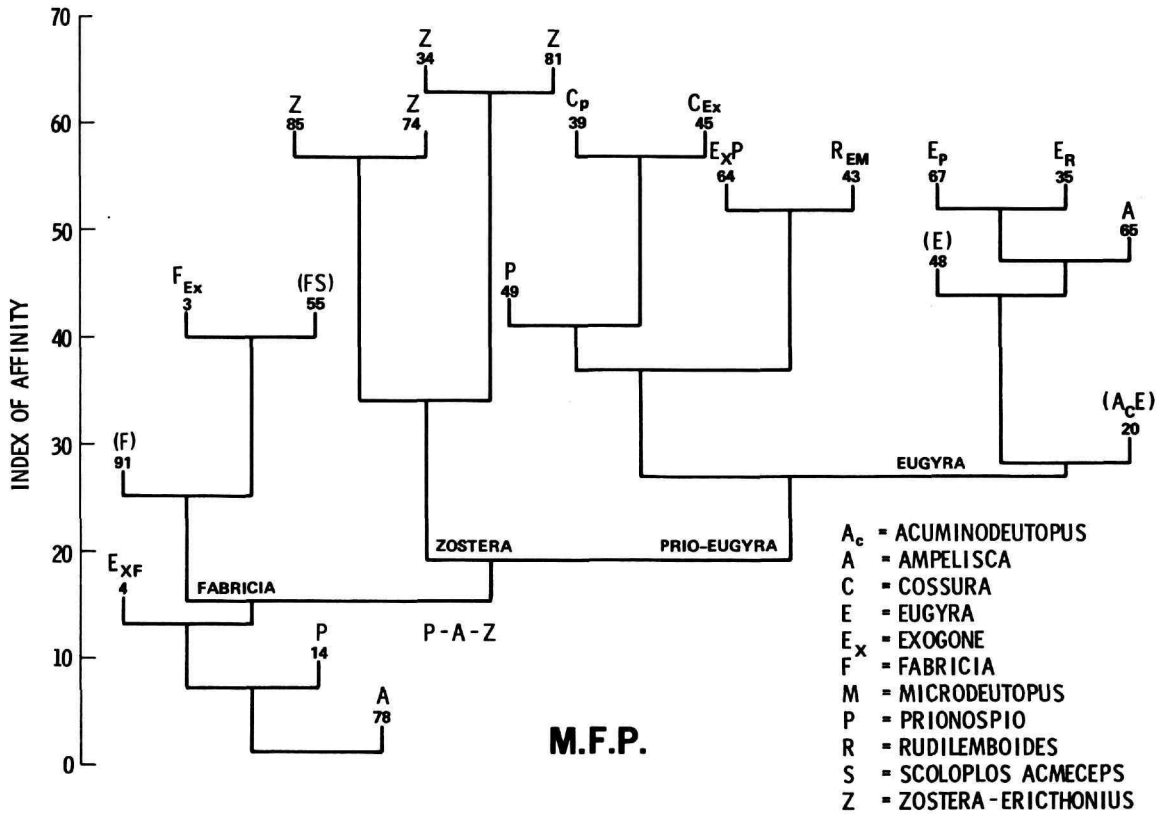 70
60
50
40
30
20
10
0
INDEX OF AFFINITY
Z
34
Z
81
Z
85
Z
74
Cp
39
CEx
45
EXP
64
REM
43
EP
67
ER
35
A
65
(E)
48
FEx
3
(FS)
55
P
49
(F)
91
(AcE)
20
EUGYRA
ZOSTERA
PRIO-EUGYRA
EXF
4
FABRICIA
P
14
P-A-Z
A
78
M.F.P.
Ac = ACUMINODEUTOPUS
A = AMPELISCA
C = COSSURA
E = EUGYRA
Ex = EXOGONE
F = FABRICIA
M = MICRODEUTOPUS
P = PRIONOSPIO
R = RUDILEMBOIDES
S = SCOLOPLOS ACMECEPS
Z = ZOSTERA-ERICTHONIUS